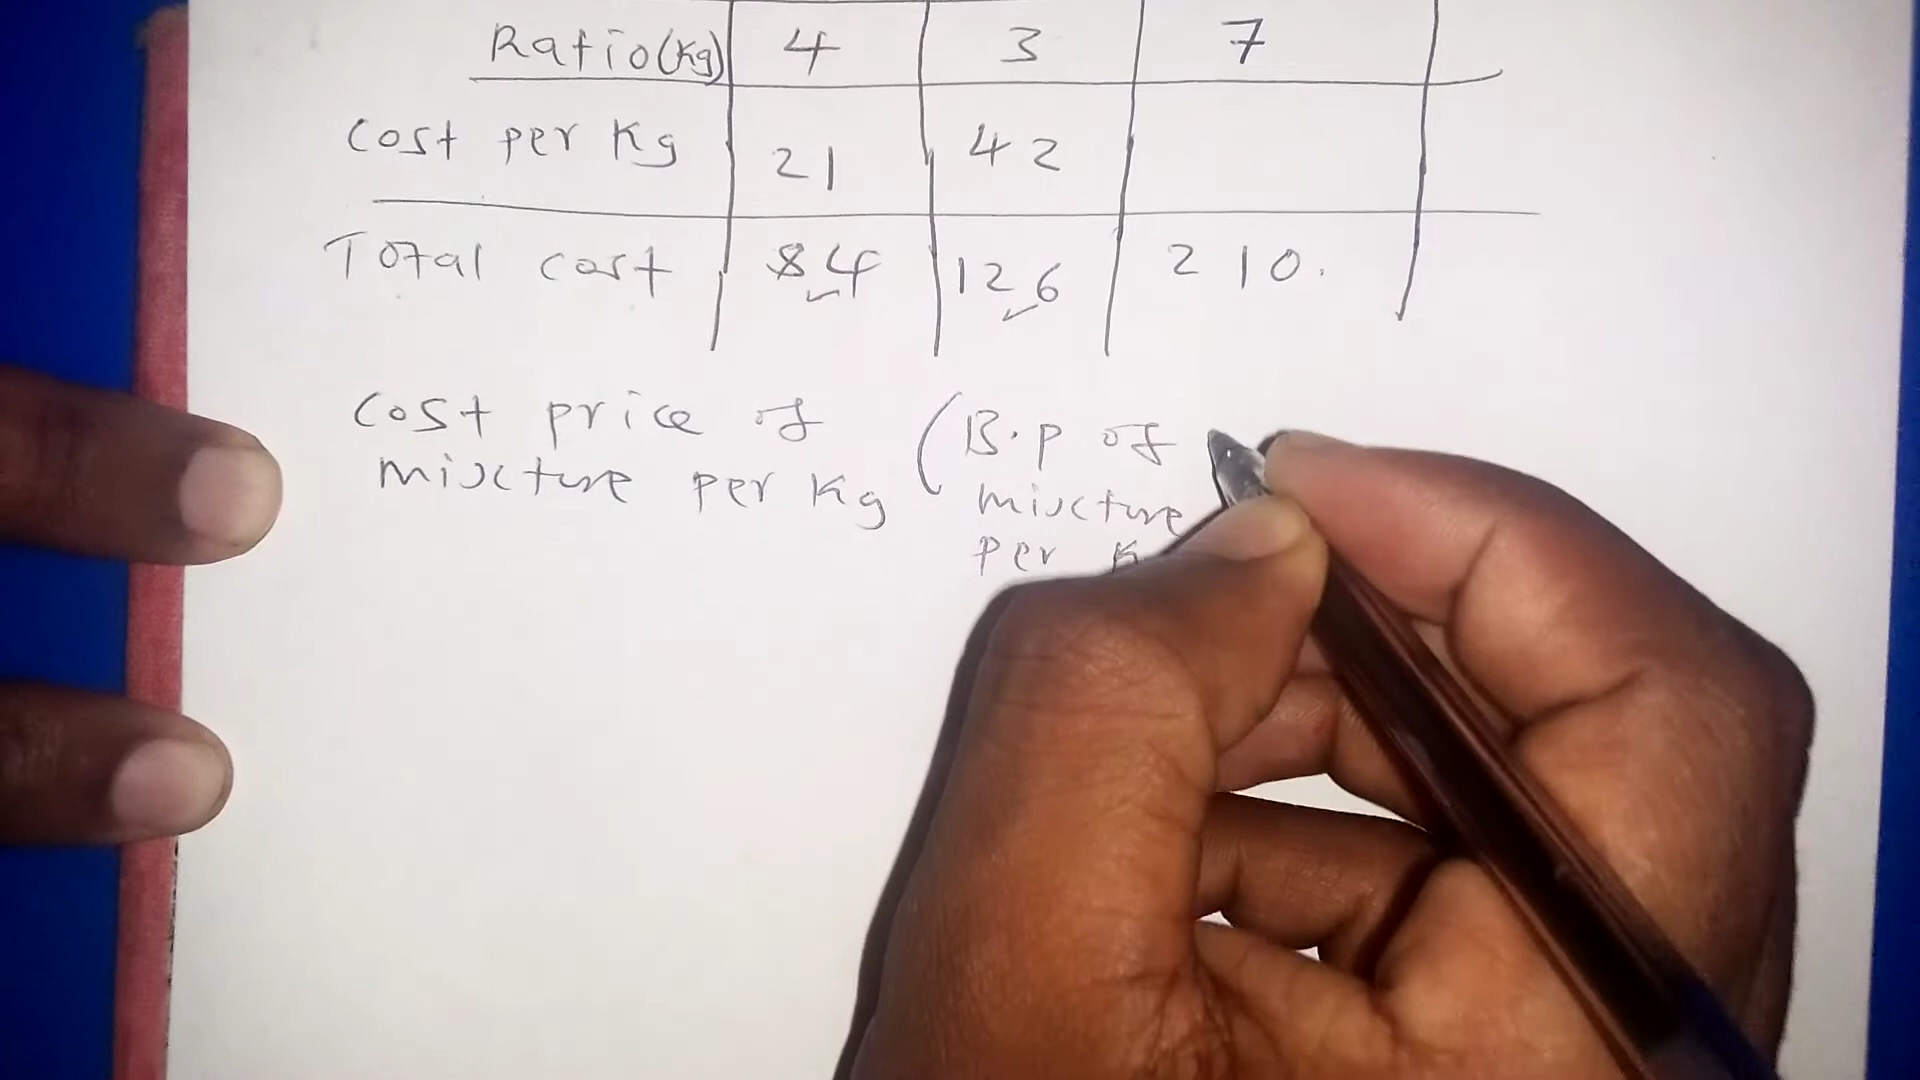 Ratio(Kg) 4 3 7
Cost per Kg 21 42
Total cost 84 126 210.
Cost price of (B.P of
mixture per Kg mixture
per K